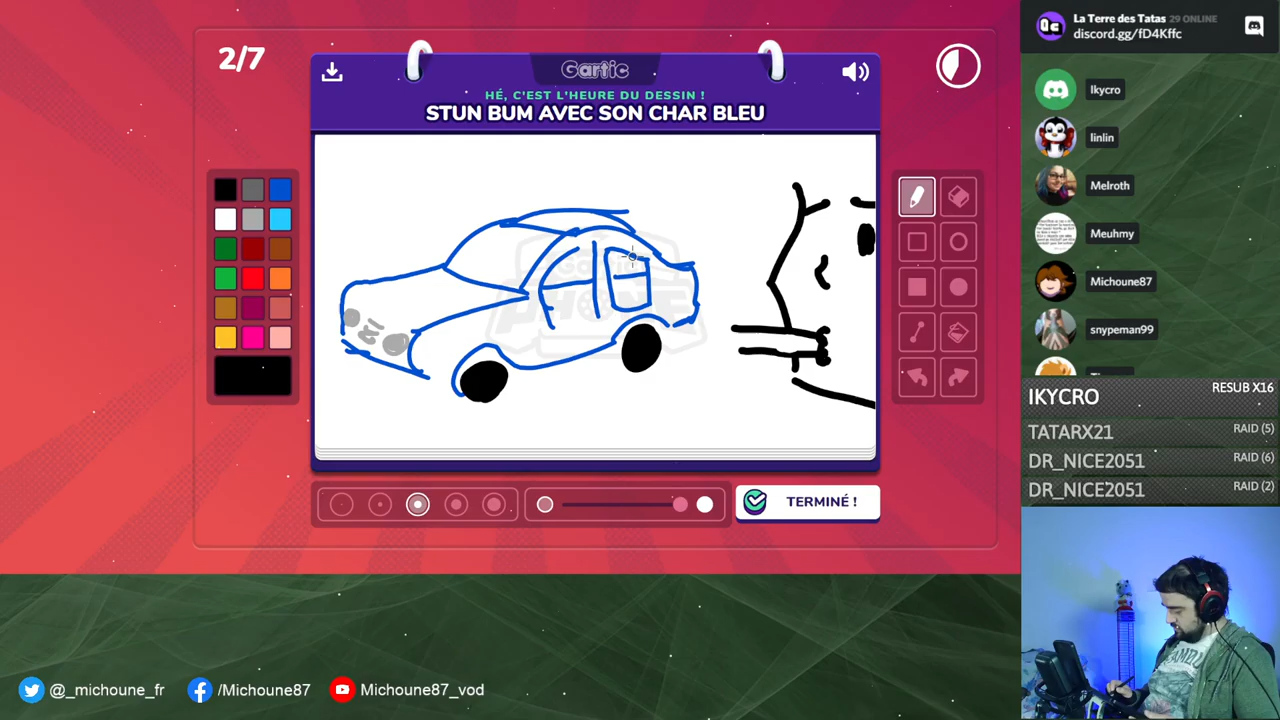 2/7
Gartic
HÉ, C'EST L'HEURE DU DESSIN !
STUN BUM AVEC SON CHAR BLEU
Gartic
PHONE
TERMINÉ !
La Terre des Tatas 29 ONLINE
discord.gg/fD4Kffc
Ikycro
linlin
Melroth
Meuhmy
Michoune87
snypeman99
IKYCRO RESUB X16
TATARX21 RAID (5)
DR_NICE2051 RAID (6)
DR_NICE2051 RAID (2)
@_michoune_fr
/Michoune87
Michoune87_vod